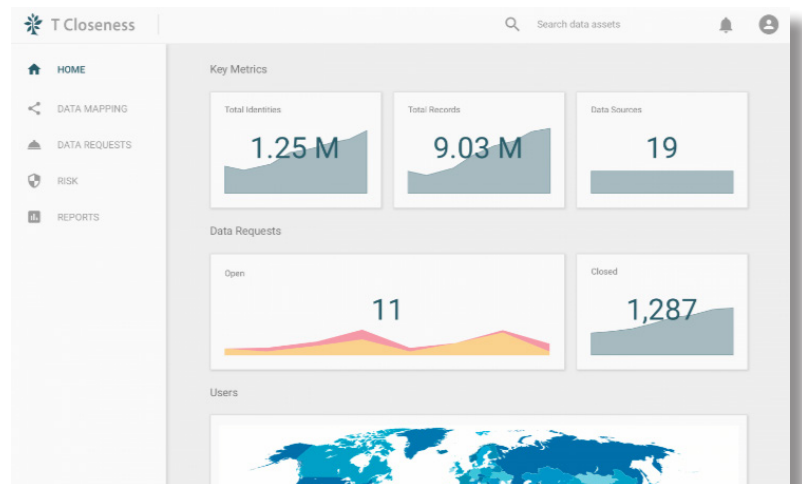 T Closeness
Search data assets
HOME
DATA MAPPING
DATA REQUESTS
RISK
REPORTS
Key Metrics
Total Identities
1.25 M
Total Records
9.03 M
Data Sources
19
Data Requests
Open
11
Closed
1,287
Users